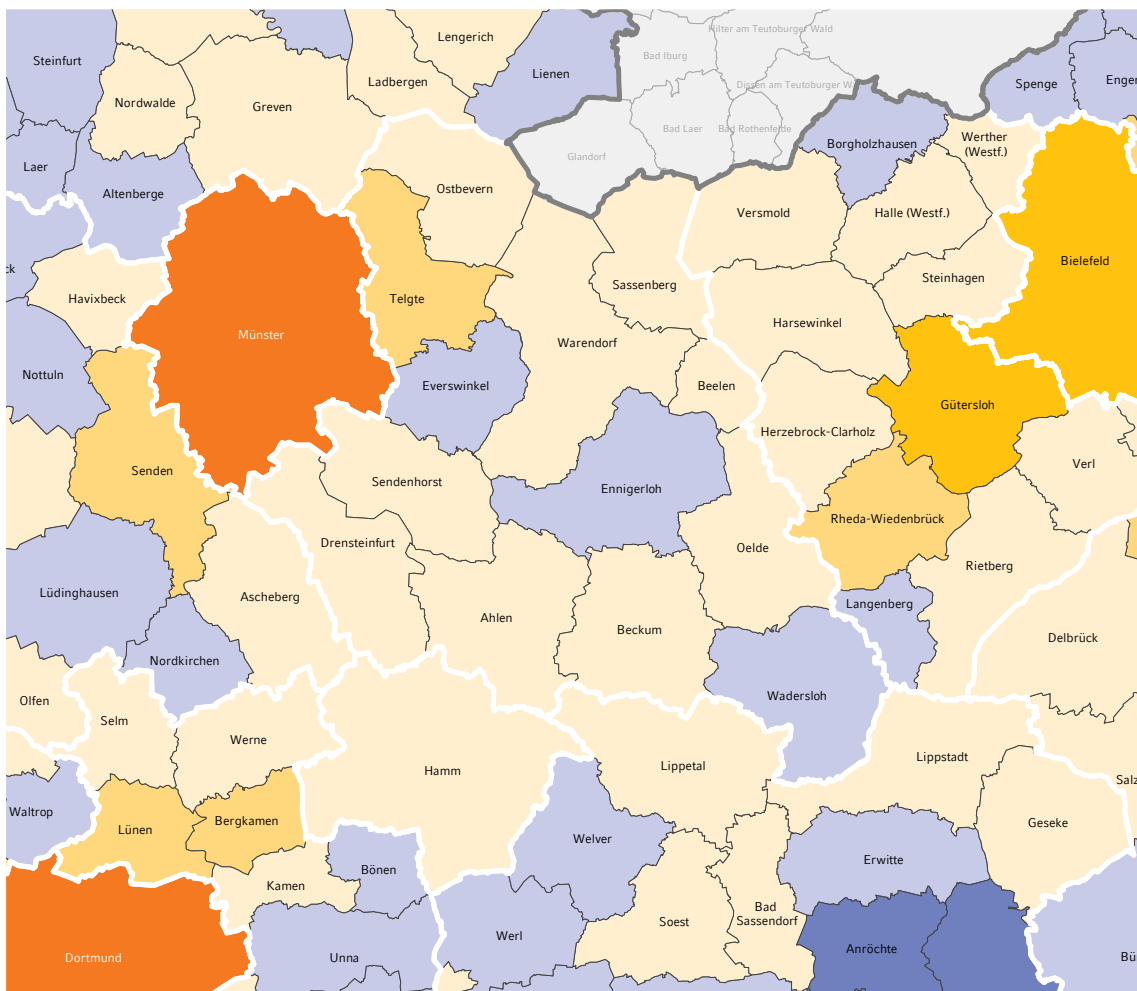 Lengerich
Hilter am Teutoburger Wald
Steinfurt
Bad Iburg
Lienen
Ladbergen
Spenge
Enger
Dissen am Teutoburger W
Nordwalde
Greven
Bad Laer
Bad Rothenfelde
Borgholzhausen
Werther
(Westf.)
Glandorf
Laer
Altenberge
Ostbevern
Versmold
Halle (Westf.)
Bielefeld
ck
Steinhagen
Sassenberg
Havixbeck
Telgte
Harsewinkel
Münster
Warendorf
Nottuln
Everswinkel
Beelen
Gütersloh
Herzebrock-Clarholz
Verl
Senden
Sendenhorst
Ennigerloh
Rheda-Wiedenbrück
Drensteinfurt
Oelde
Rietberg
Lüdinghausen
Ascheberg
Langenberg
Ahlen
Beckum
Delbrück
Nordkirchen
Wadersloh
Olfen
Selm
Werne
Lippstadt
Lippetal
Hamm
Salz
Waltrop
Bergkamen
Geseke
Lünen
Welver
Erwitte
Bönen
Kamen
Bad
Sassendorf
Soest
Werl
Anröchte
Dortmund
Unna
Bü